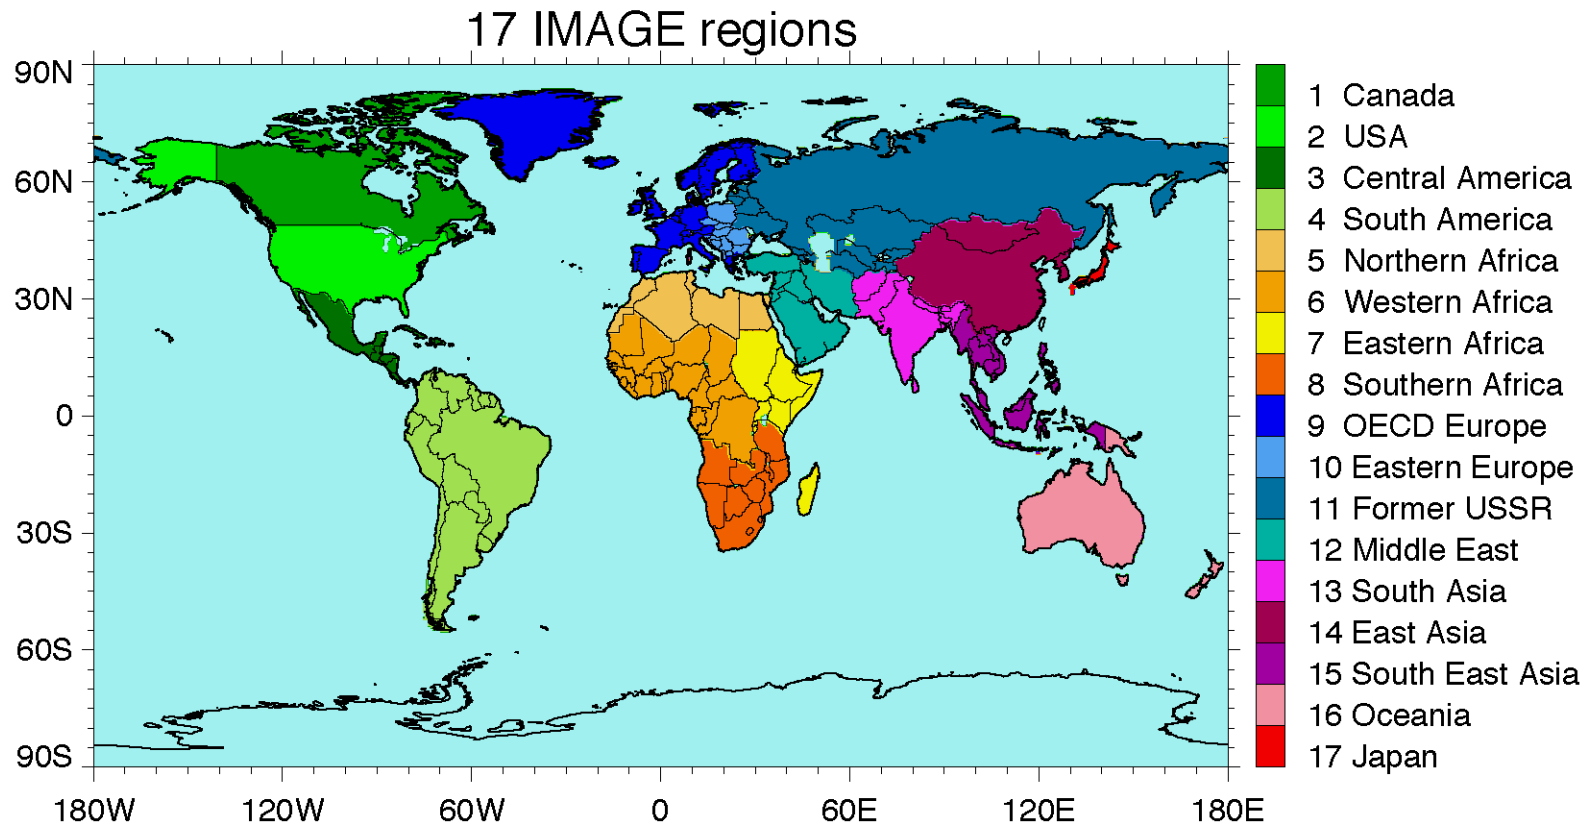 17 IMAGE regions
90N
60N
30N
0
30S
60S
90S
180W
120W
60W
0
60E
120E
180E
1 Canada
2 USA
3 Central America
4 South America
5 Northern Africa
6 Western Africa
7 Eastern Africa
8 Southern Africa
9 OECD Europe
10 Eastern Europe
11 Former USSR
12 Middle East
13 South Asia
14 East Asia
15 South East Asia
16 Oceania
17 Japan